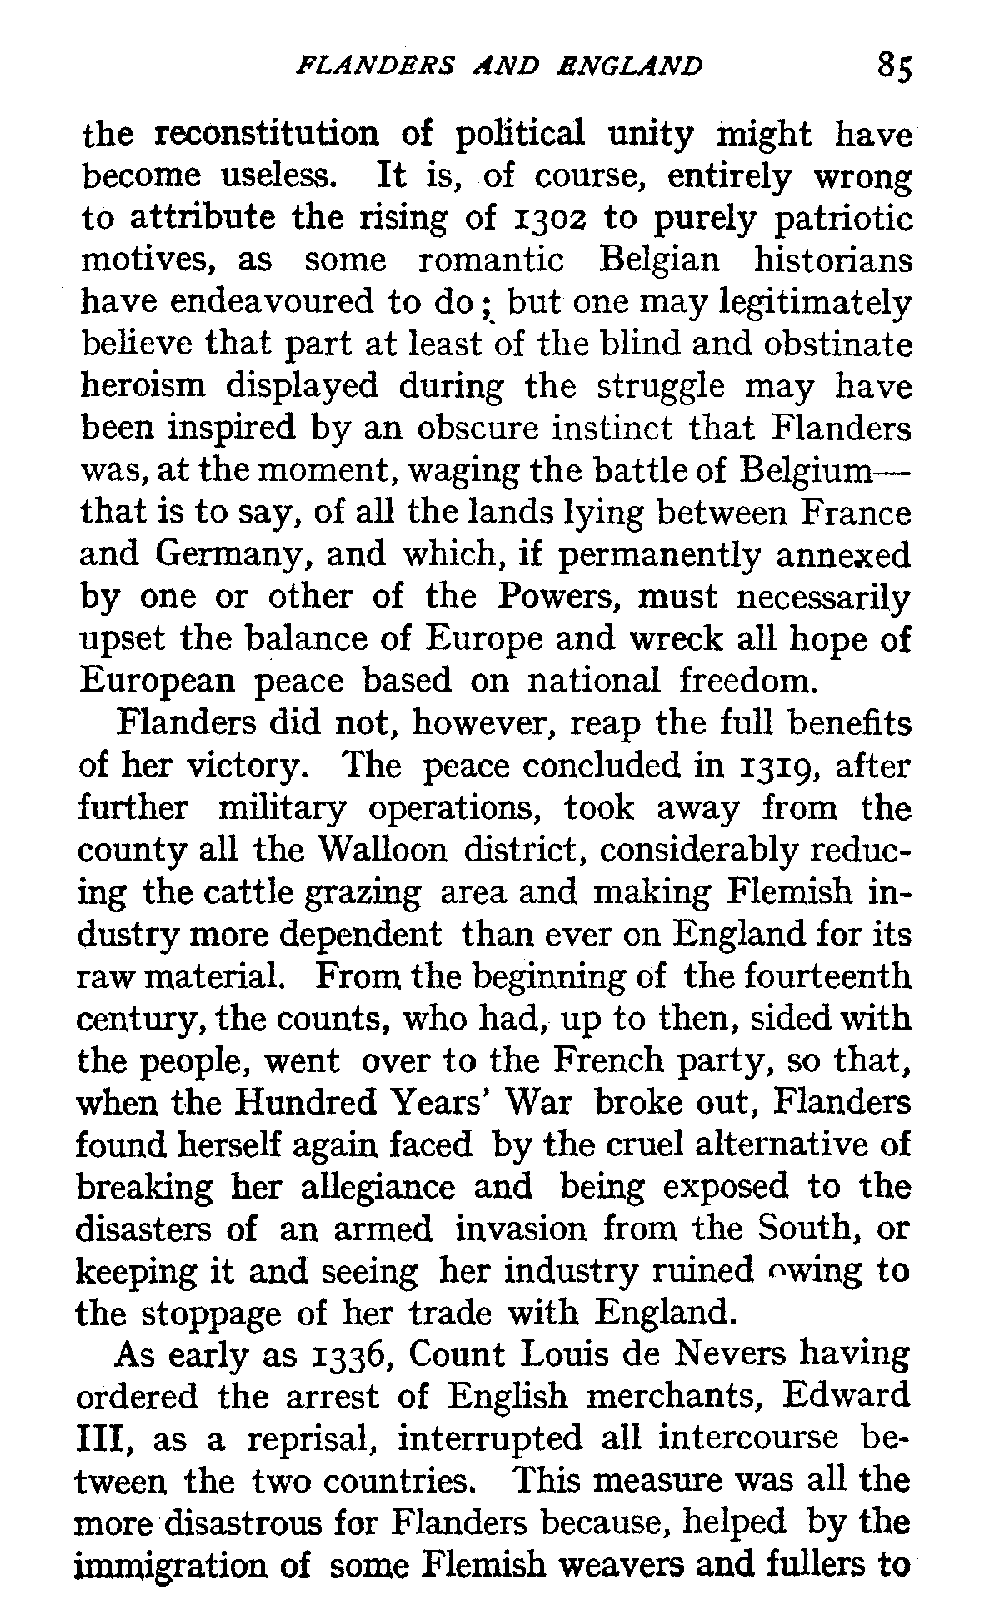 FLANDERS AND ENGLAND 85
the reconstitution of political unity might have
become useless. It is, of course, entirely wrong
to attribute the rising of 1302 to purely patriotic
motives, as some romantic Belgian historians
have endeavoured to do; but one may legitimately
believe that part at least of the blind and obstinate
heroism displayed during the struggle may have
been inspired by an obscure instinct that Flanders
was, at the moment, waging the battle of Belgium—
that is to say, of all the lands lying between France
and Germany, and which, if permanently annexed
by one or other of the Powers, must necessarily
upset the balance of Europe and wreck all hope of
European peace based on national freedom.
Flanders did not, however, reap the full benefits
of her victory. The peace concluded in 1319, after
further military operations, took away from the
county all the Walloon district, considerably reduc-
ing the cattle grazing area and making Flemish in-
dustry more dependent than ever on England for its
raw material. From the beginning of the fourteenth
century, the counts, who had, up to then, sided with
the people, went over to the French party, so that,
when the Hundred Years' War broke out, Flanders
found herself again faced by the cruel alternative of
breaking her allegiance and being exposed to the
disasters of an armed invasion from the South, or
keeping it and seeing her industry ruined owing to
the stoppage of her trade with England.
As early as 1336, Count Louis de Nevers having
ordered the arrest of English merchants, Edward
III, as a reprisal, interrupted all intercourse be-
tween the two countries. This measure was all the
more disastrous for Flanders because, helped by the
immigration of some Flemish weavers and fullers to